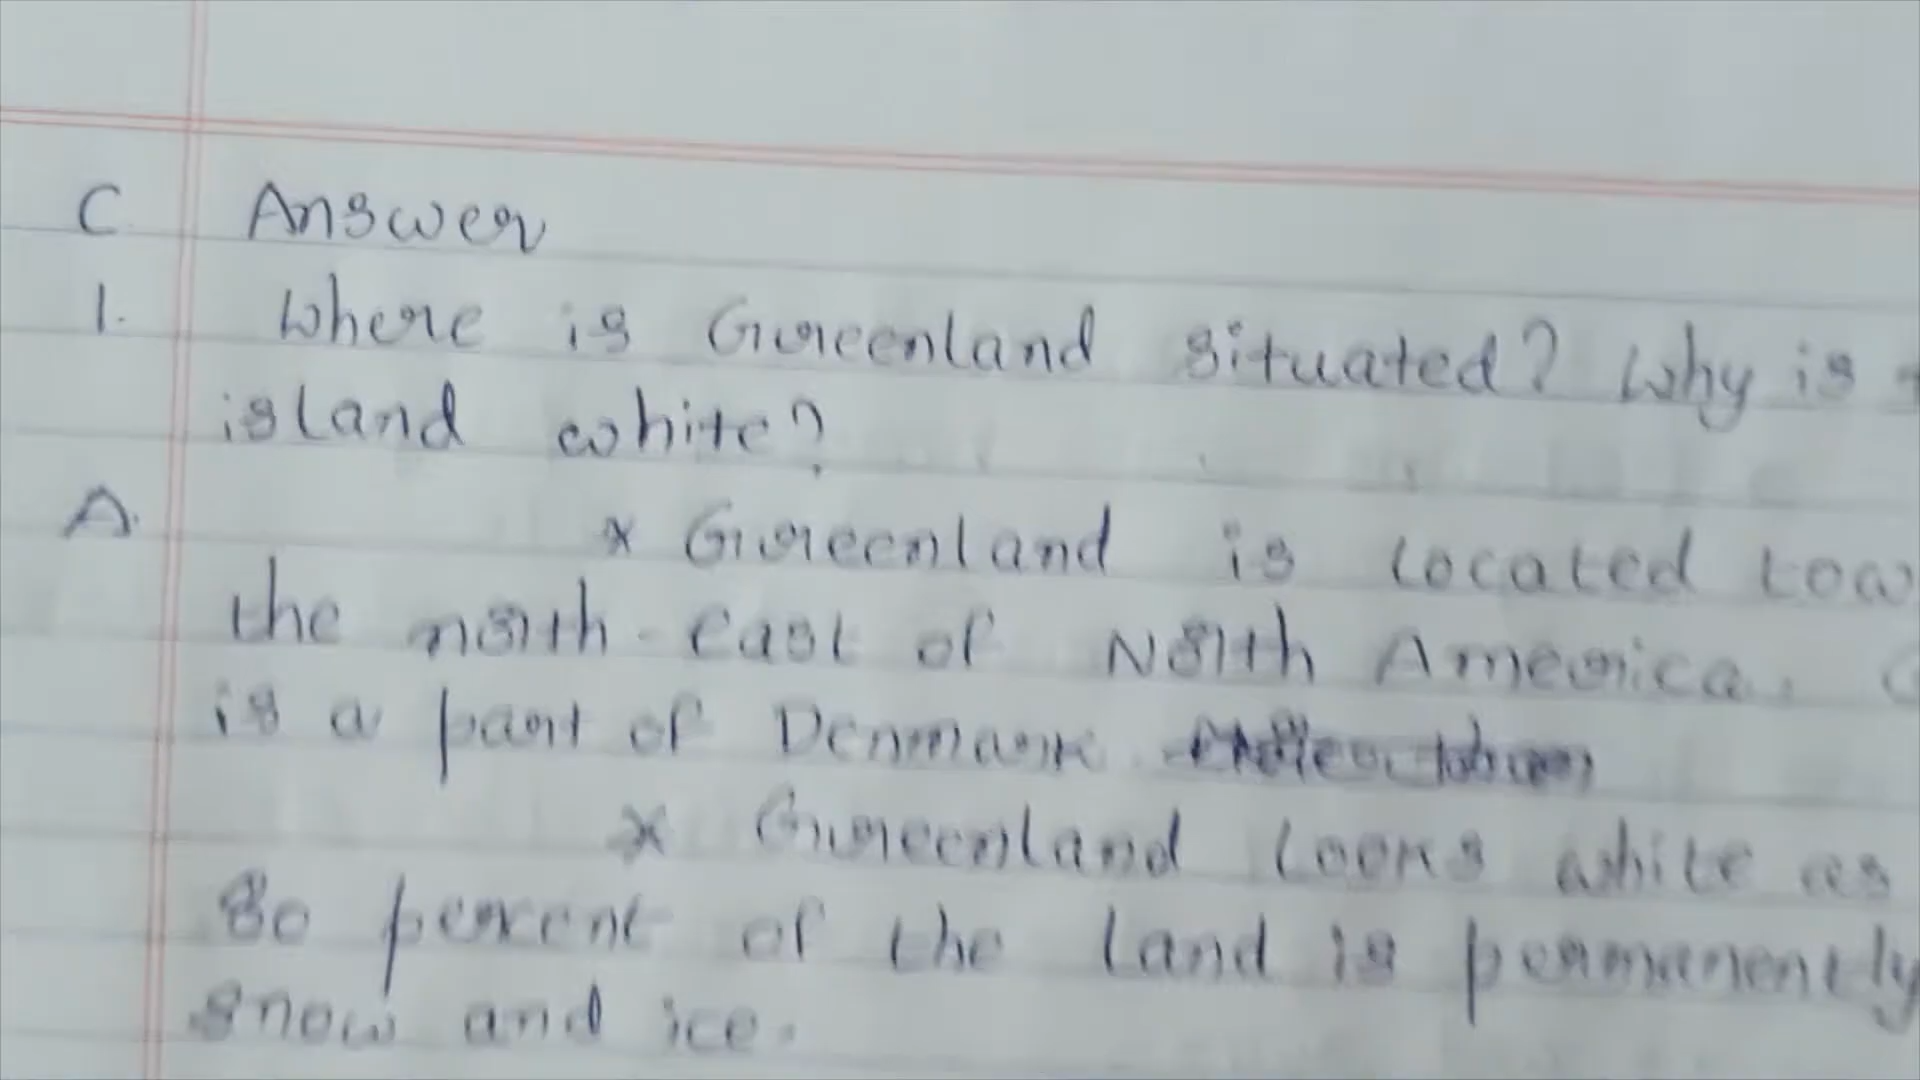 C Answer
1. Where is Greenland situated? Why is
island white?
A. * Greenland is located tow
the north-east of North America. G
is a part of Denmark
* Greenland looks white as
80 percent of the land is permanently
snow and ice.